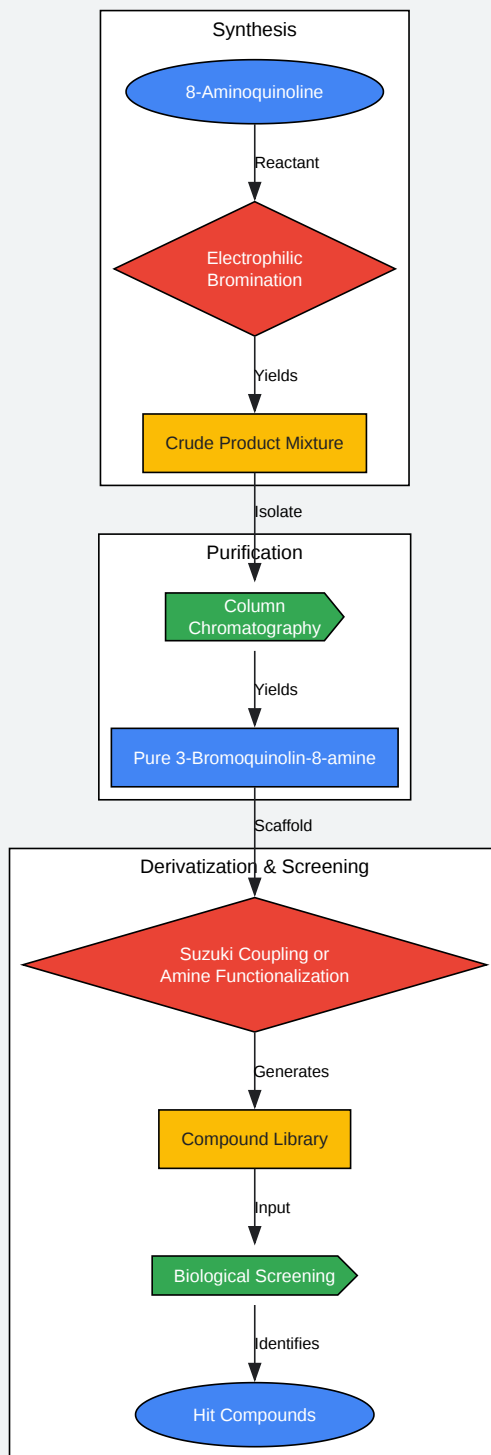 Synthesis
8-Aminoquinoline
Reactant
Electrophilic
Bromination
Yields
Crude Product Mixture
Isolate
Purification
Column
Chromatography
Yields
Pure 3-Bromoquinolin-8-amine
Scaffold
Derivatization & Screening
Suzuki Coupling or
Amine Functionalization
Generates
Compound Library
Input
Biological Screening
Identifies
Hit Compounds